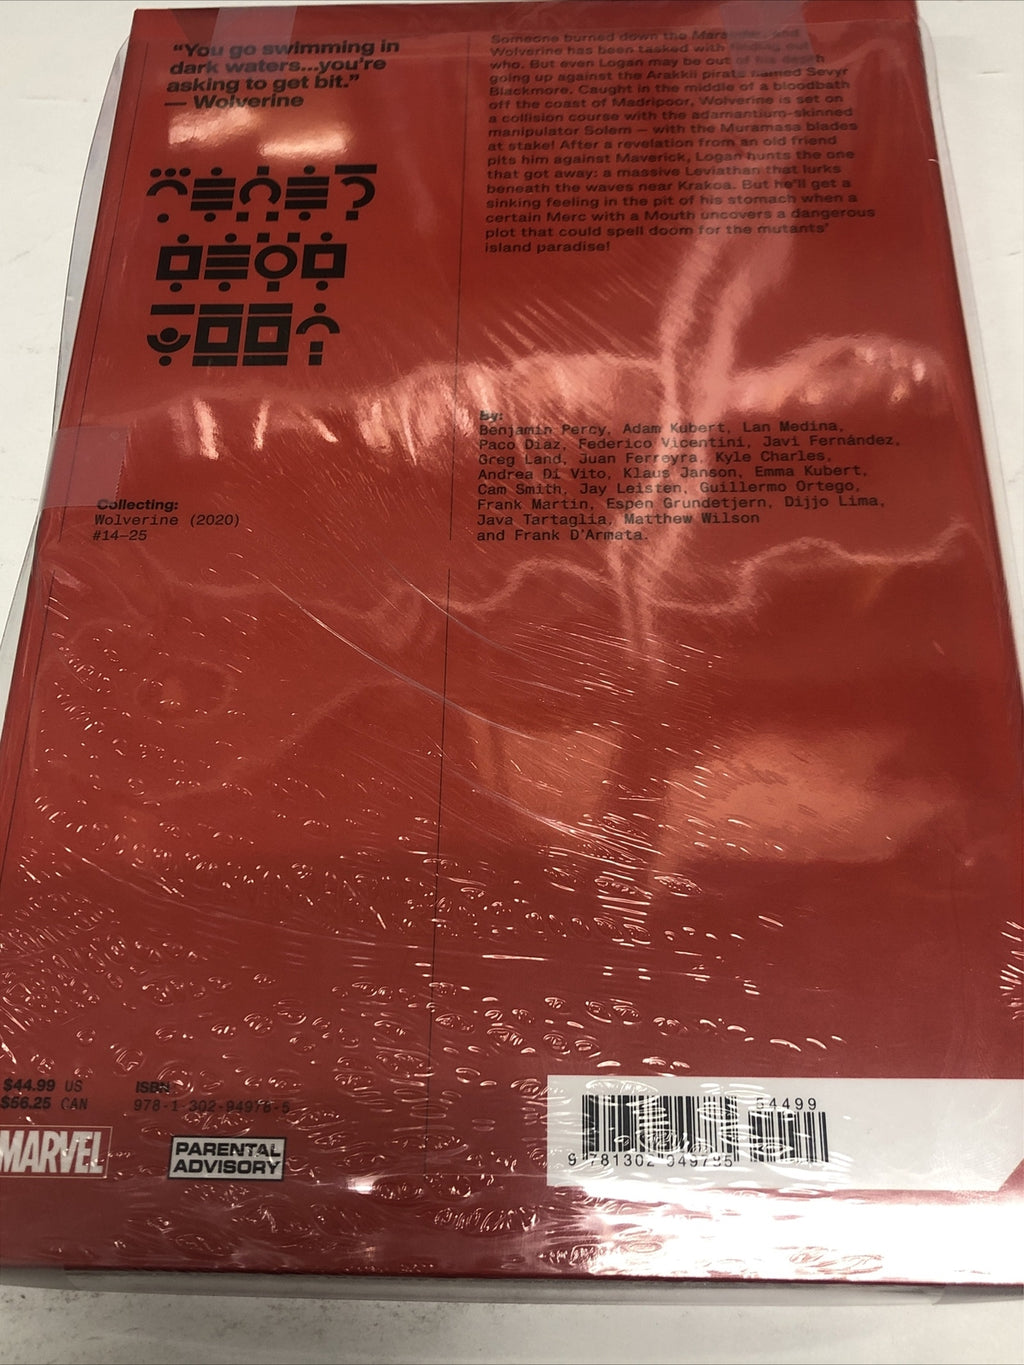 “You go swimming in
dark waters...you’re
asking to get bit.”
— Wolverine
Someone burned down the Marauder, and
Wolverine has been tasked with finding out
who. But even Logan may be out of his depth
going up against the Arakkii pirate named Sevyr
Blackmore. Caught in the middle of a bloodbath
off the coast of Madripoor, Wolverine is set on
a collision course with the adamantium-skinned
manipulator Solem — with the Muramasa blades
at stake! After a revelation from an old friend
pits him against Maverick, Logan hunts the one
that got away: a massive Leviathan that lurks
beneath the waves near Krakoa. But he’ll get a
sinking feeling in the pit of his stomach when a
certain Merc with a Mouth uncovers a dangerous
plot that could spell doom for the mutants’
island paradise!
By:
Benjamin Percy, Adam Kubert, Lan Medina,
Paco Diaz, Federico Vicentini, Javi Fernández,
Greg Land, Juan Ferreyra, Kyle Charles,
Andrea Di Vito, Klaus Janson, Emma Kubert,
Cam Smith, Jay Leisten, Guillermo Ortego,
Frank Martin, Espen Grundetjern, Dijjo Lima,
Java Tartaglia, Matthew Wilson
and Frank D’Armata.
Collecting:
Wolverine (2020)
#14–25
$44.99 US
$56.25 CAN
ISBN
978-1-302-94978-5
MARVEL
PARENTAL
ADVISORY
54499
9 781302 949785